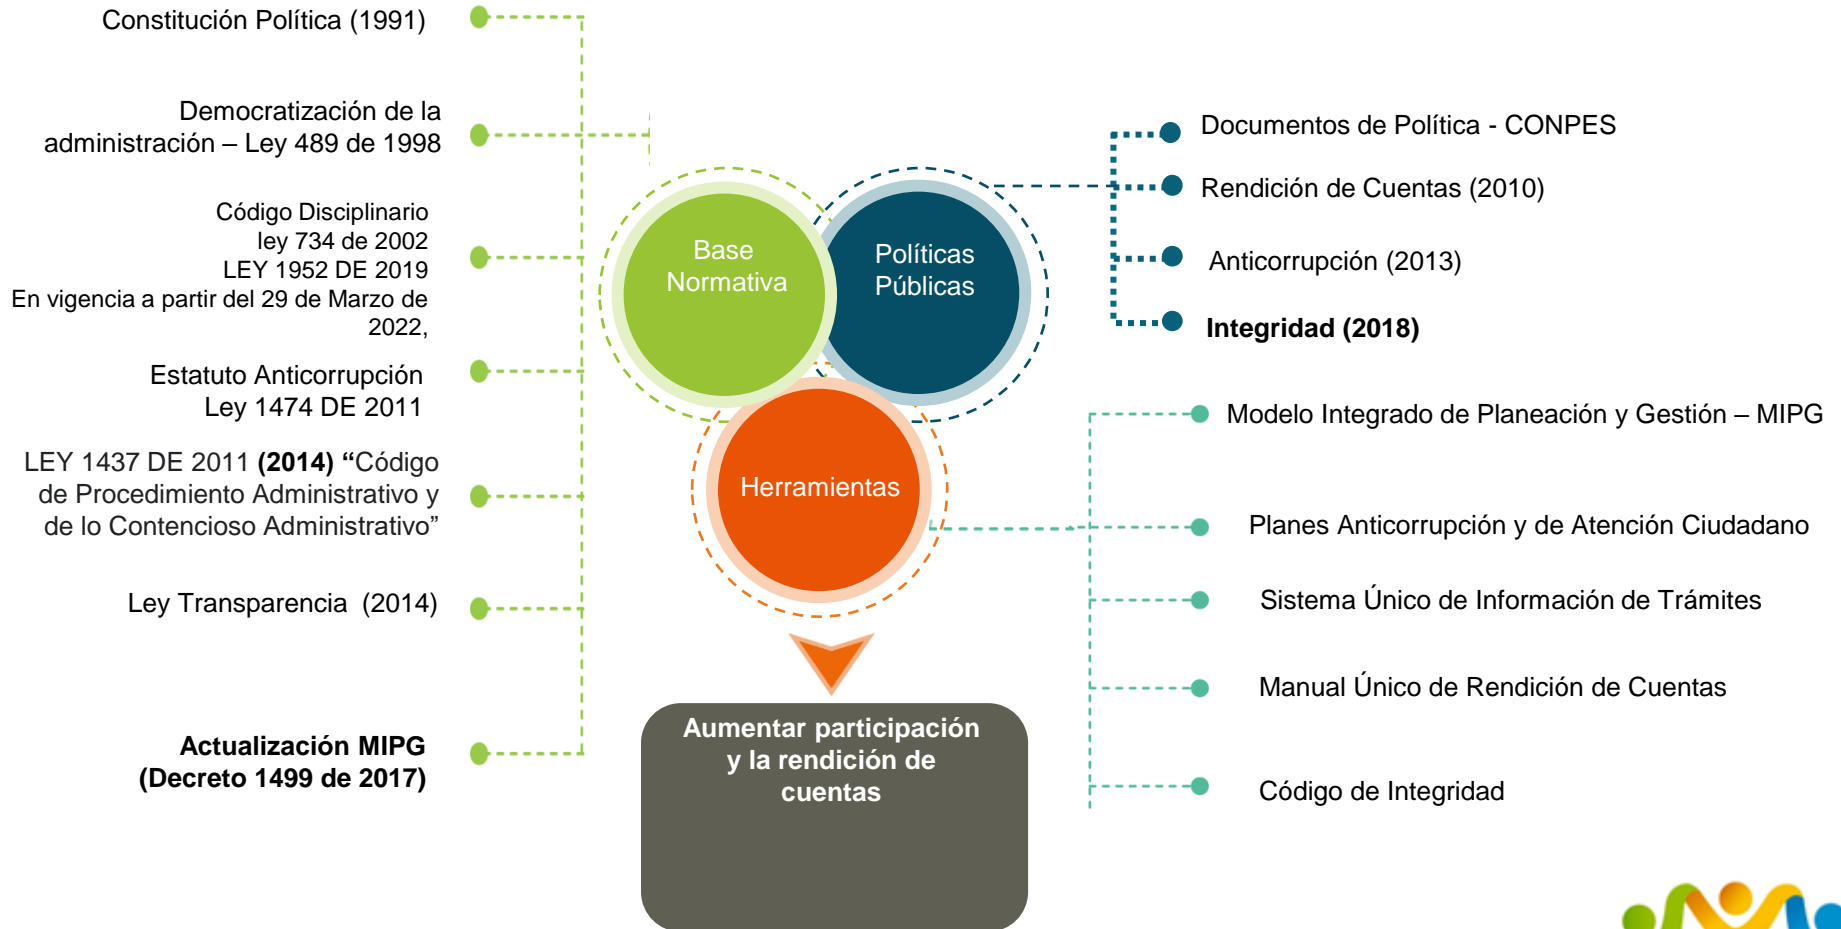 Constitución Política (1991)
Democratización de la
administración – Ley 489 de 1998
Código Disciplinario
ley 734 de 2002
LEY 1952 DE 2019
En vigencia a partir del 29 de Marzo de
2022,
Estatuto Anticorrupción
Ley 1474 DE 2011
LEY 1437 DE 2011 (2014) “Código
de Procedimiento Administrativo y
de lo Contencioso Administrativo”
Ley Transparencia (2014)
Actualización MIPG
(Decreto 1499 de 2017)
Base
Normativa
Políticas
Públicas
Herramientas
Aumentar participación
y la rendición de
cuentas
Documentos de Política - CONPES
Rendición de Cuentas (2010)
Anticorrupción (2013)
Integridad (2018)
Modelo Integrado de Planeación y Gestión – MIPG
Planes Anticorrupción y de Atención Ciudadano
Sistema Único de Información de Trámites
Manual Único de Rendición de Cuentas
Código de Integridad